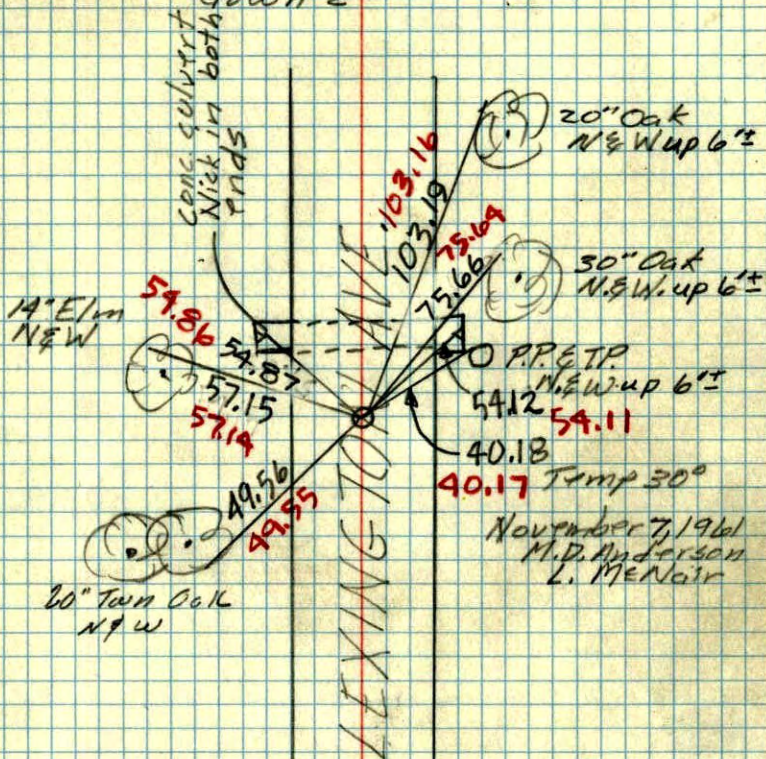 conc. culvert
Nick in both
ends
20" Oak
N & W up 6'±
103.16
103.19
75.64
75.66
30" Oak
N. & W. up 6'±
14" Elm
N & W
54.86
54.87
57.15
57.14
P.P. & T.P.
N. & W. up 6'±
54.12
54.11
40.18
40.17 Temp 30°
49.56
49.55
November 7, 1961
M.D. Anderson
L. McNair
20" Twin Oak
N & W
LEXINGTON AVE